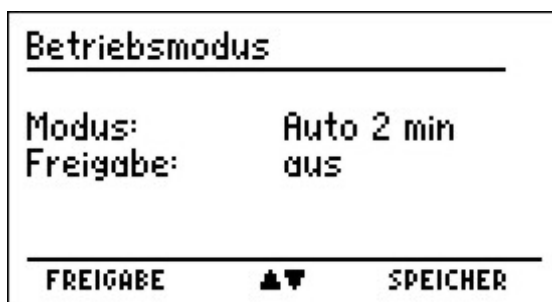 Betriebsmodus
Modus: Auto 2 min
Freigabe: aus
FREIGABE ▲▼ SPEICHER